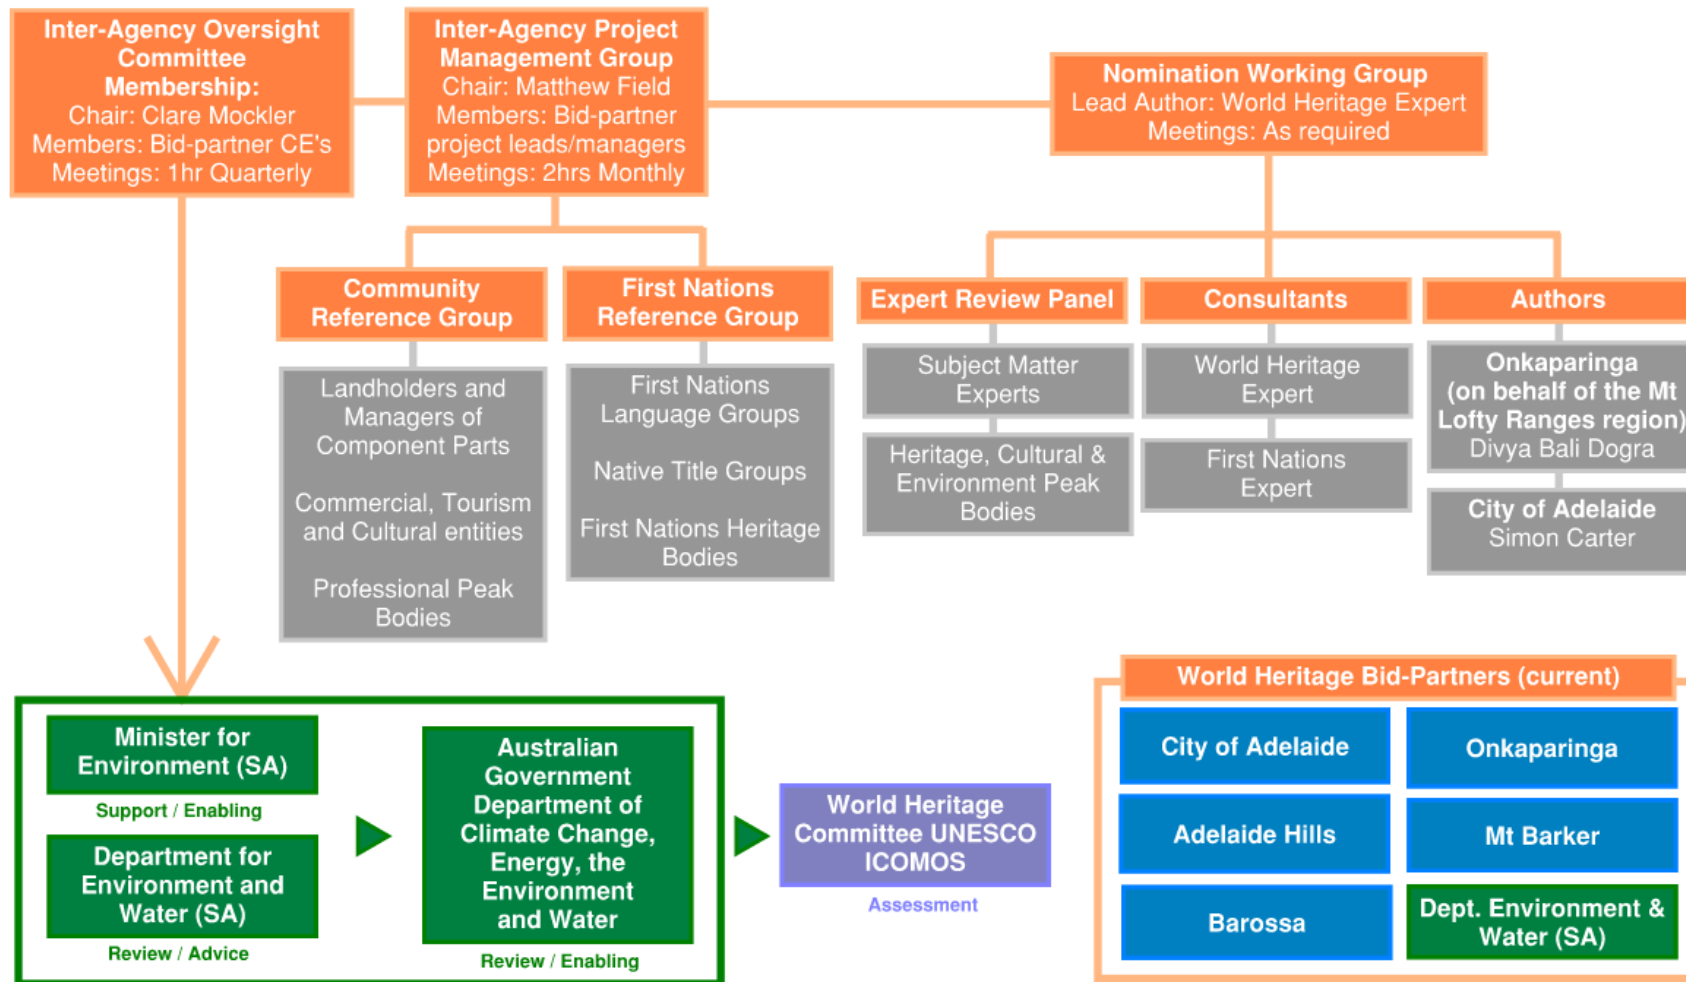 Inter-Agency Oversight
Committee
Membership:
Chair: Clare Mockler
Members: Bid-partner CE's
Meetings: 1hr Quarterly
Inter-Agency Project
Management Group
Chair: Matthew Field
Members: Bid-partner
project leads/managers
Meetings: 2hrs Monthly
Nomination Working Group
Lead Author: World Heritage Expert
Meetings: As required
Community
Reference Group
First Nations
Reference Group
Expert Review Panel
Consultants
Authors
Landholders and
Managers of
Component Parts
Commercial, Tourism
and Cultural entities
Professional Peak
Bodies
First Nations
Language Groups
Native Title Groups
First Nations Heritage
Bodies
Subject Matter
Experts
Heritage, Cultural &
Environment Peak
Bodies
World Heritage
Expert
First Nations
Expert
Onkaparinga
(on behalf of the Mt
Lofty Ranges region)
Divya Bali Dogra
City of Adelaide
Simon Carter
Minister for
Environment (SA)
Support / Enabling
Department for
Environment and
Water (SA)
Review / Advice
Australian
Government
Department of
Climate Change,
Energy, the
Environment
and Water
Review / Enabling
World Heritage
Committee UNESCO
ICOMOS
Assessment
World Heritage Bid-Partners (current)
City of Adelaide
Onkaparinga
Adelaide Hills
Mt Barker
Barossa
Dept. Environment &
Water (SA)